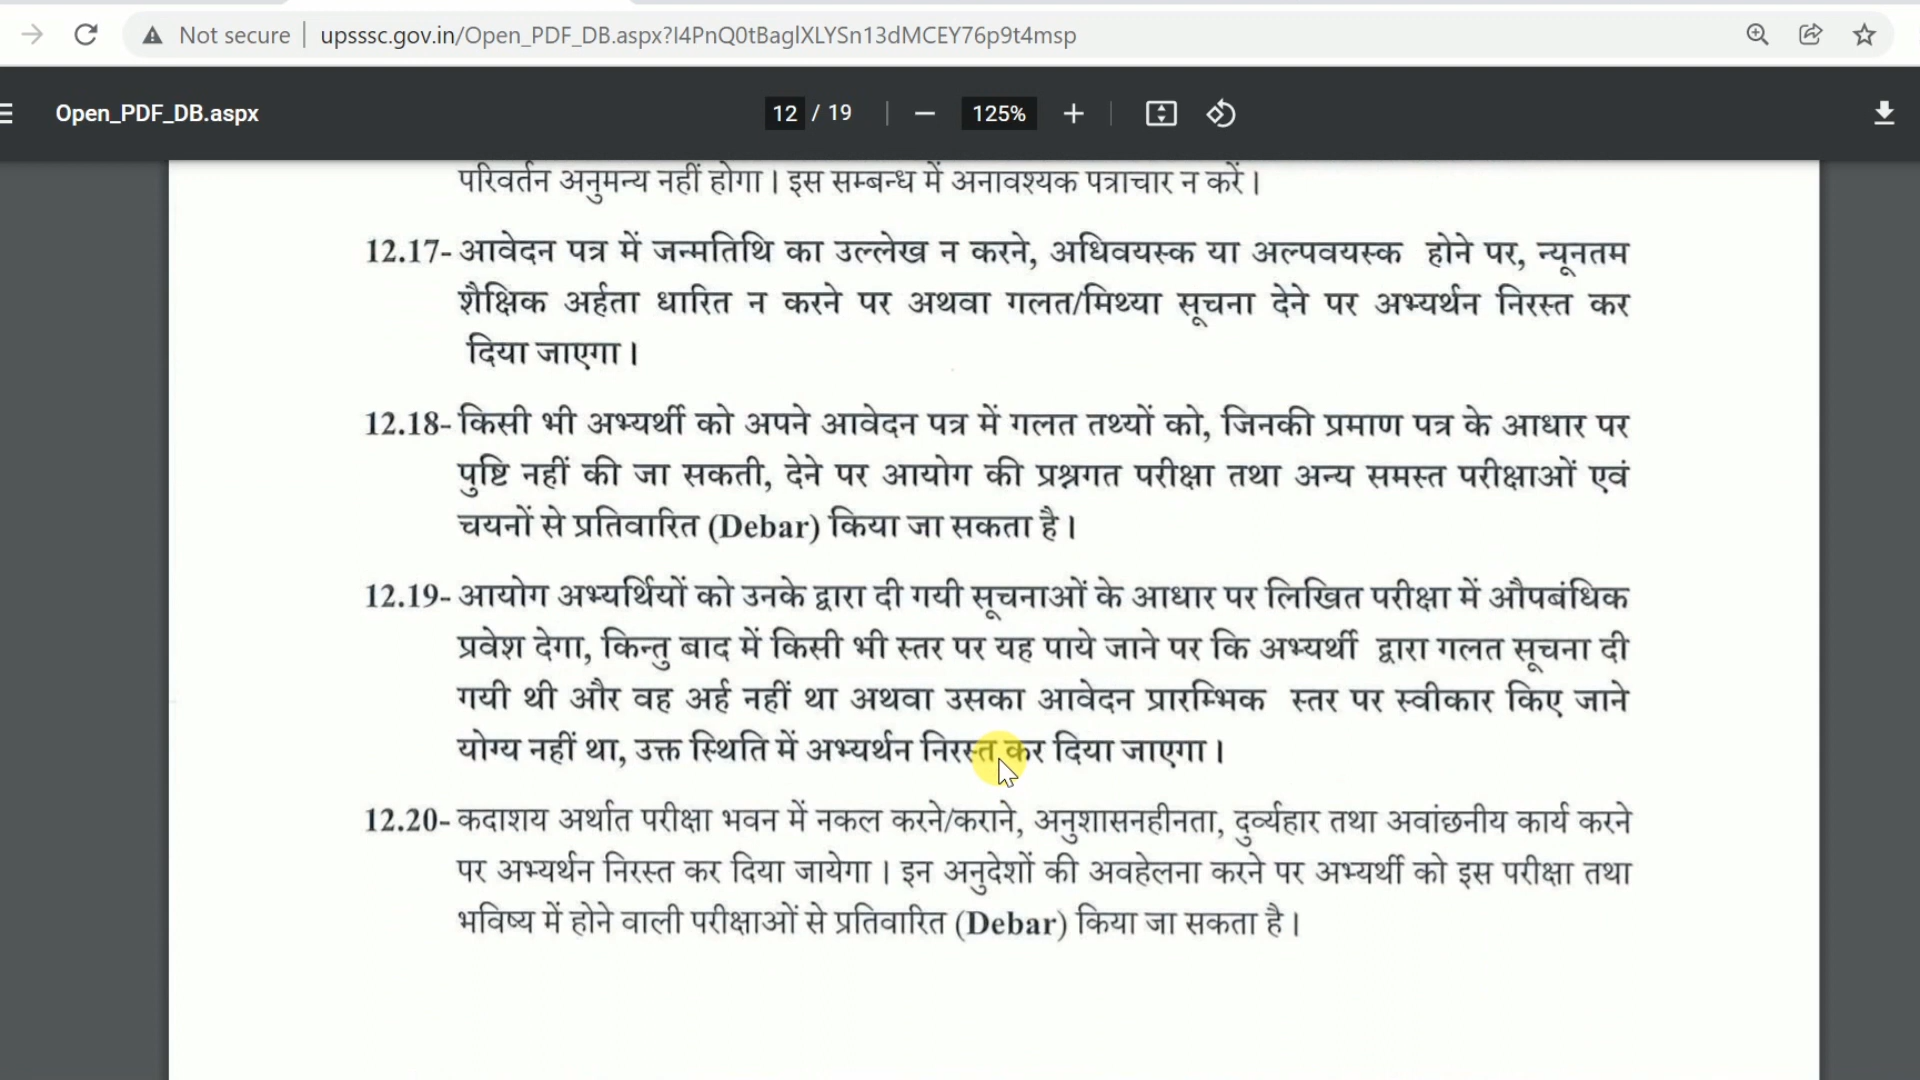 Not secure
upsssc.gov.in/Open_PDF_DB.aspx?I4PnQ0tBagIXLYSn13dMCEY76p9t4msp
Open_PDF_DB.aspx
12 / 19
125%
परिवर्तन अनुमन्य नहीं होगा। इस सम्बन्ध में अनावश्यक पत्राचार न करें।
12.17- आवेदन पत्र में जन्मतिथि का उल्लेख न करने, अधिवयस्क या अल्पवयस्क होने पर, न्यूनतम
शैक्षिक अर्हता धारित न करने पर अथवा गलत/मिथ्या सूचना देने पर अभ्यर्थन निरस्त कर
दिया जाएगा।
12.18- किसी भी अभ्यर्थी को अपने आवेदन पत्र में गलत तथ्यों को, जिनकी प्रमाण पत्र के आधार पर
पुष्टि नहीं की जा सकती, देने पर आयोग की प्रश्नगत परीक्षा तथा अन्य समस्त परीक्षाओं एवं
चयनों से प्रतिवारित (Debar) किया जा सकता है।
12.19- आयोग अभ्यर्थियों को उनके द्वारा दी गयी सूचनाओं के आधार पर लिखित परीक्षा में औपबंधिक
प्रवेश देगा, किन्तु बाद में किसी भी स्तर पर यह पाये जाने पर कि अभ्यर्थी द्वारा गलत सूचना दी
गयी थी और वह अर्ह नहीं था अथवा उसका आवेदन प्रारम्भिक स्तर पर स्वीकार किए जाने
योग्य नहीं था, उक्त स्थिति में अभ्यर्थन निरस्त कर दिया जाएगा।
12.20- कदाशय अर्थात परीक्षा भवन में नकल करने/कराने, अनुशासनहीनता, दुर्व्यहार तथा अवांछनीय कार्य करने
पर अभ्यर्थन निरस्त कर दिया जायेगा। इन अनुदेशों की अवहेलना करने पर अभ्यर्थी को इस परीक्षा तथा
भविष्य में होने वाली परीक्षाओं से प्रतिवारित (Debar) किया जा सकता है।